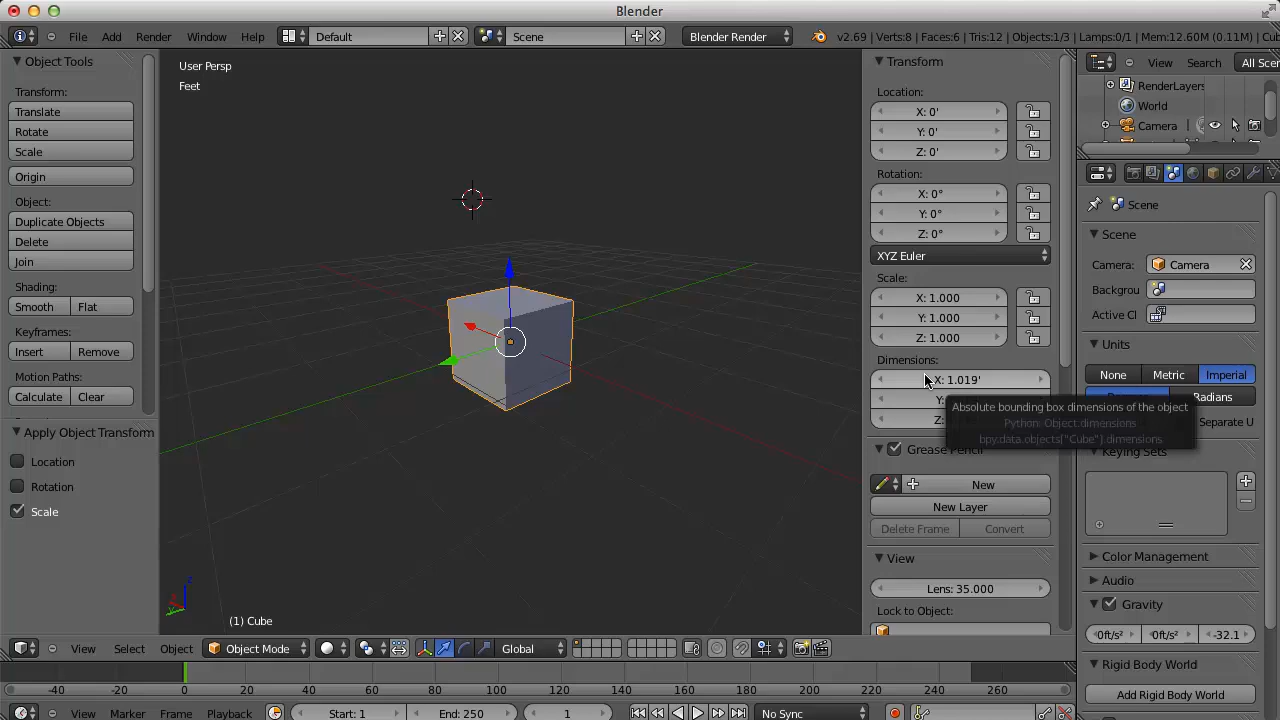 Blender
File Add Render Window Help Default Scene Blender Render v2.69 | Verts:8 | Faces:6 | Tris:12 | Objects:1/3 | Lamps:0/1 | Mem:12.60M (0.11M) | Cub
Object Tools
Transform:
Translate
Rotate
Scale
Origin
Object:
Duplicate Objects
Delete
Join
Shading:
Smooth Flat
Keyframes:
Insert Remove
Motion Paths:
Calculate Clear
Apply Object Transform
Location
Rotation
Scale
User Persp
Feet
(1) Cube
Transform
Location:
X: 0'
Y: 0'
Z: 0'
Rotation:
X: 0°
Y: 0°
Z: 0°
XYZ Euler
Scale:
X: 1.000
Y: 1.000
Z: 1.000
Dimensions:
X: 1.019'
Y:
Z:
Absolute bounding box dimensions of the object
Python: Object.dimensions
bpy.data.objects["Cube"].dimensions
Grease Pencil
New
New Layer
Delete Frame Convert
View
Lens: 35.000
Lock to Object:
View Search All Scen
RenderLayers
World
Camera
Scene
Scene
Camera: Camera
Backgrou
Active Cl
Units
None Metric Imperial
Radians
Separate U
Keying Sets
Color Management
Audio
Gravity
0ft/s² 0ft/s² -32.1
Rigid Body World
Add Rigid Body World
View Select Object Object Mode Global
-40 -20 0 20 40 60 80 100 120 140 160 180 200 220 240 260
View Marker Frame Playback Start: 1 End: 250 1 No Sync